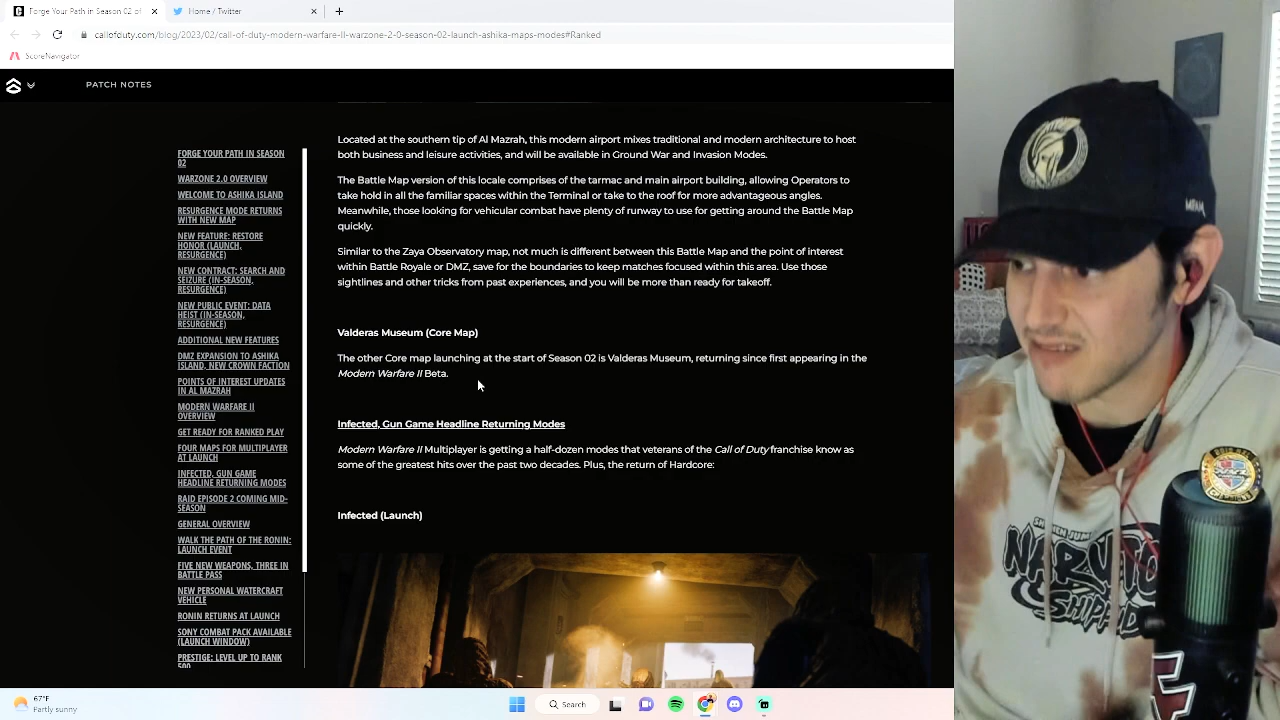 Forge Your Path in Season 02 of
Home / Twitter
callofduty.com/blog/2023/02/call-of-duty-modern-warfare-II-warzone-2-0-season-02-launch-ashika-maps-modes#Ranked
ScoreNavigator
PATCH NOTES
FORGE YOUR PATH IN SEASON
02
WARZONE 2.0 OVERVIEW
WELCOME TO ASHIKA ISLAND
RESURGENCE MODE RETURNS
WITH NEW MAP
NEW FEATURE: RESTORE
HONOR (LAUNCH,
RESURGENCE)
NEW CONTRACT: SEARCH AND
SEIZURE (IN-SEASON,
RESURGENCE)
NEW PUBLIC EVENT: DATA
HEIST (IN-SEASON,
RESURGENCE)
ADDITIONAL NEW FEATURES
DMZ EXPANSION TO ASHIKA
ISLAND, NEW CROWN FACTION
POINTS OF INTEREST UPDATES
IN AL MAZRAH
MODERN WARFARE II
OVERVIEW
GET READY FOR RANKED PLAY
FOUR MAPS FOR MULTIPLAYER
AT LAUNCH
INFECTED, GUN GAME
HEADLINE RETURNING MODES
RAID EPISODE 2 COMING MID-
SEASON
GENERAL OVERVIEW
WALK THE PATH OF THE RONIN:
LAUNCH EVENT
FIVE NEW WEAPONS, THREE IN
BATTLE PASS
NEW PERSONAL WATERCRAFT
VEHICLE
RONIN RETURNS AT LAUNCH
SONY COMBAT PACK AVAILABLE
(LAUNCH WINDOW)
PRESTIGE: LEVEL UP TO RANK
500
Located at the southern tip of Al Mazrah, this modern airport mixes traditional and modern architecture to host
both business and leisure activities, and will be available in Ground War and Invasion Modes.
The Battle Map version of this locale comprises of the tarmac and main airport building, allowing Operators to
take hold in all the familiar spaces within the Terminal or take to the roof for more advantageous angles.
Meanwhile, those looking for vehicular combat have plenty of runway to use for getting around the Battle Map
quickly.
Similar to the Zaya Observatory map, not much is different between this Battle Map and the point of interest
within Battle Royale or DMZ, save for the boundaries to keep matches focused within this area. Use those
sightlines and other tricks from past experiences, and you will be more than ready for takeoff.
Valderas Museum (Core Map)
The other Core map launching at the start of Season 02 is Valderas Museum, returning since first appearing in the
Modern Warfare II Beta.
Infected, Gun Game Headline Returning Modes
Modern Warfare II Multiplayer is getting a half-dozen modes that veterans of the Call of Duty franchise know as
some of the greatest hits over the past two decades. Plus, the return of Hardcore:
Infected (Launch)
67°F
Partly sunny
Search
SHONEN JUMP
NARUTO
SHIPPUD